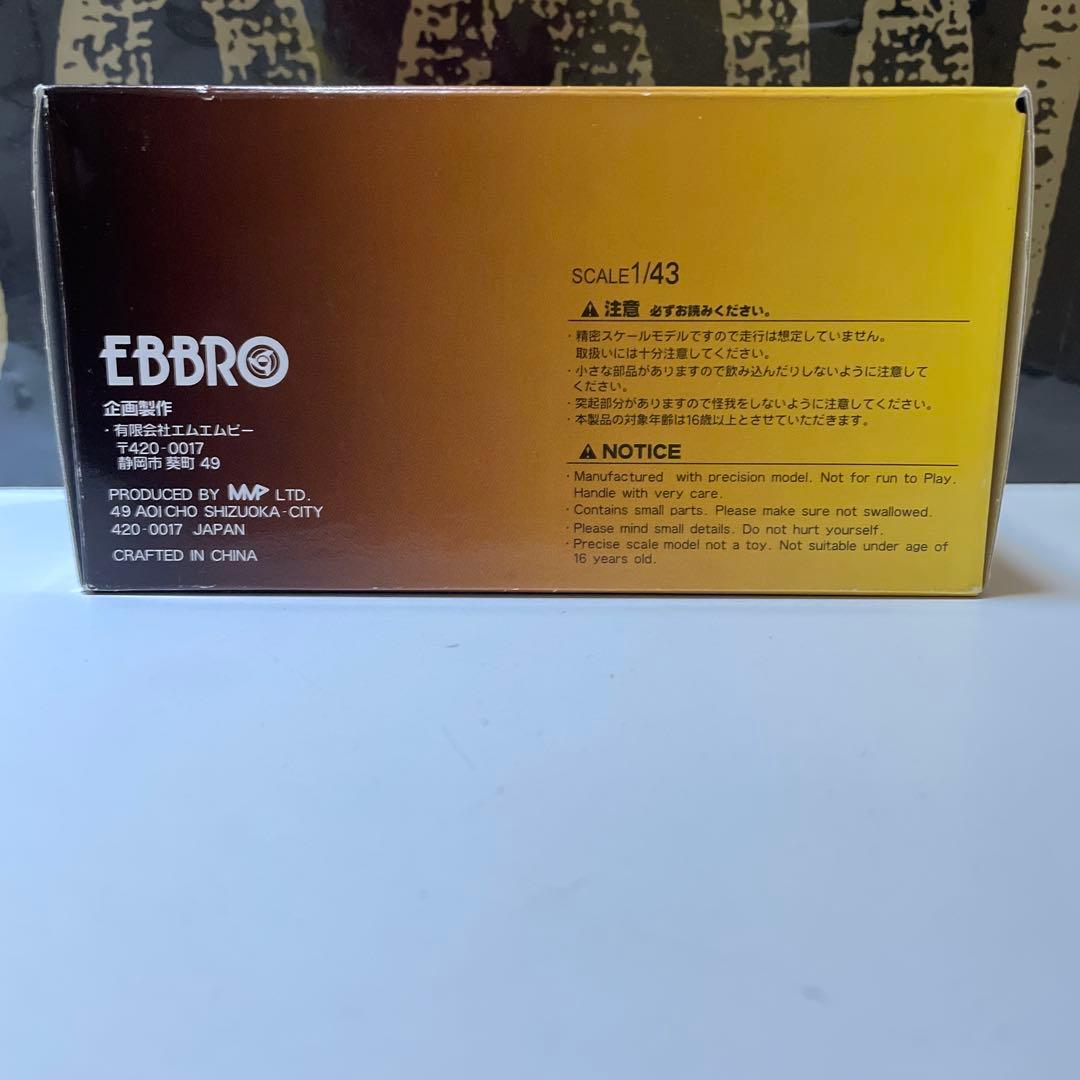 EBBRO
企画製作
・有限会社エムエムピー
〒420-0017
静岡市 葵町 49
PRODUCED BY MMP LTD.
49 AOI CHO SHIZUOKA-CITY
420-0017 JAPAN
CRAFTED IN CHINA
SCALE1/43
⚠ 注意 必ずお読みください。
・精密スケールモデルですので走行は想定していません。
取扱いには十分注意してください。
・小さな部品がありますので飲み込んだりしないように注意して
ください。
・突起部分がありますので怪我をしないように注意してください。
・本製品の対象年齢は16歳以上とさせていただきます。
⚠ NOTICE
・Manufactured with precision model. Not for run to Play.
Handle with very care.
・Contains small parts. Please make sure not swallowed.
・Please mind small details. Do not hurt yourself.
・Precise scale model not a toy. Not suitable under age of
16 years old.